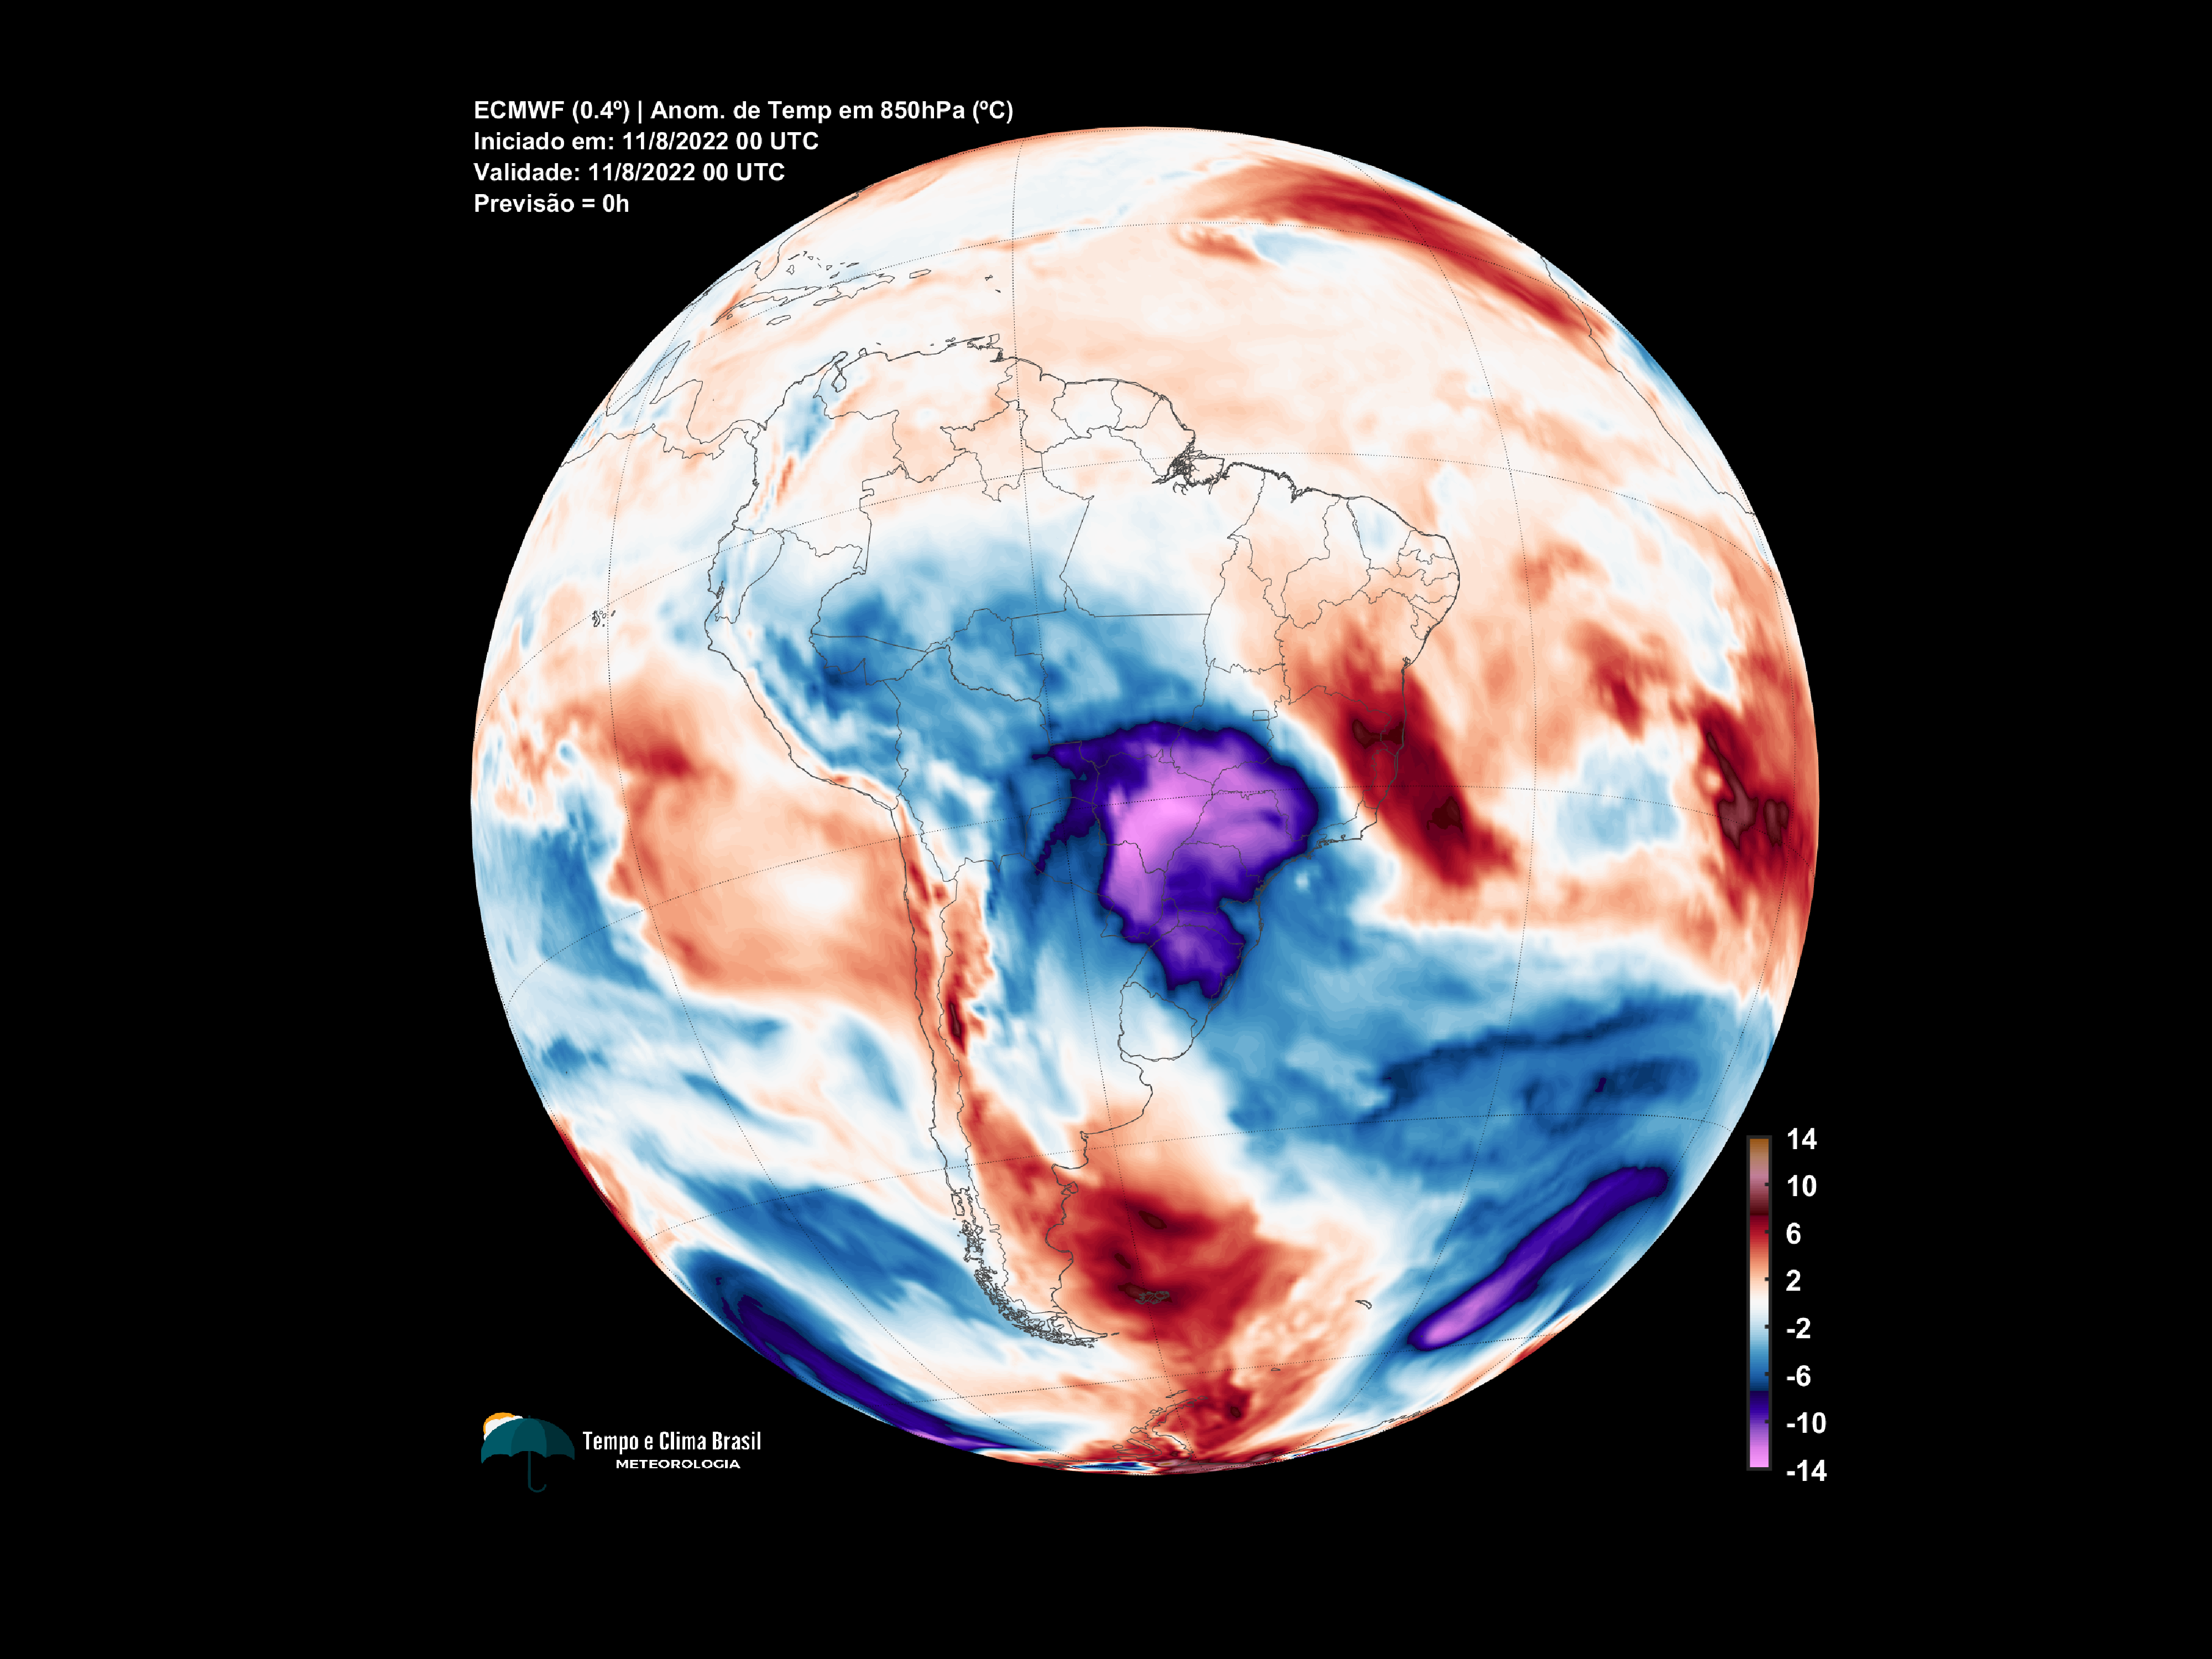 ECMWF (0.4º) | Anom. de Temp em 850hPa (ºC)
Iniciado em: 11/8/2022 00 UTC
Validade: 11/8/2022 00 UTC
Previsão = 0h
14
10
6
2
-2
-6
-10
-14
Tempo e Clima Brasil
METEOROLOGIA